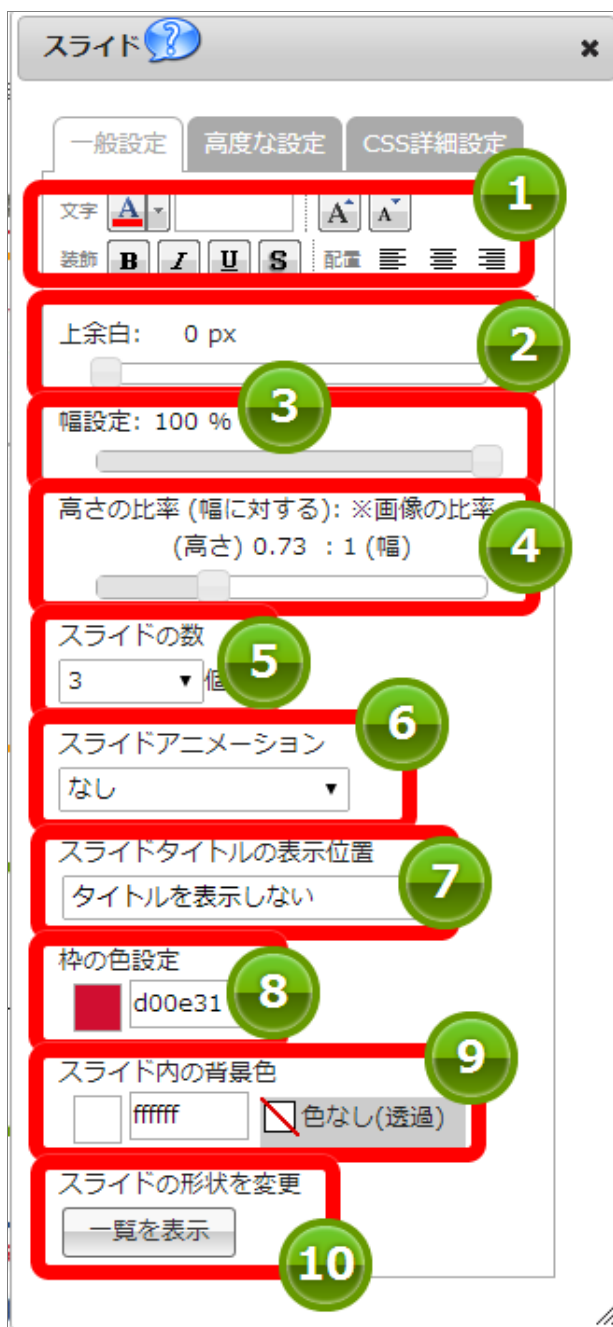 スライド
一般設定 高度な設定 CSS詳細設定
1
文字 A A A
装飾 B I U S 配置
上余白: 0 px
2
3
幅設定: 100 %
高さの比率 (幅に対する): ※画像の比率
(高さ) 0.73 : 1 (幅)
4
スライドの数
5
3 個
6
スライドアニメーション
なし
スライドタイトルの表示位置
7
タイトルを表示しない
枠の色設定
8
d00e31
9
スライド内の背景色
ffffff 色なし(透過)
スライドの形状を変更
一覧を表示
10